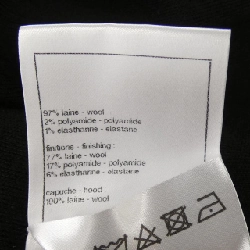 97% laine - wool
2% polyamide - polyamide
1% elasthanne - elastane
finitions - finishing :
77% laine - wool
17% polyamide - polyamide
6% elasthanne - elastane
capuche - hood
100% laine - wool